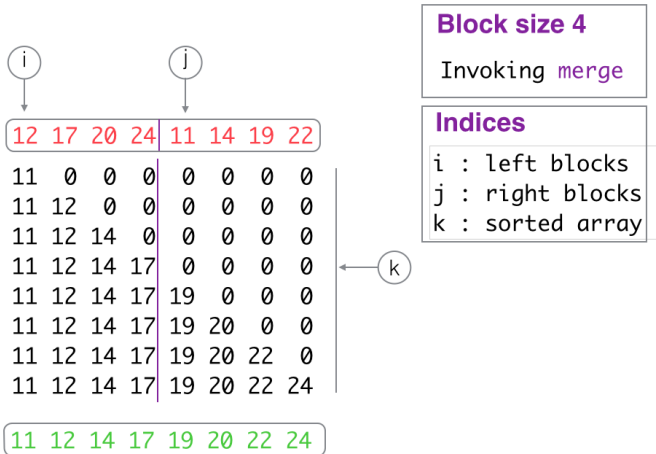 i
j
12 17 20 24 11 14 19 22
11 0 0 0 0 0 0 0
11 12 0 0 0 0 0 0
11 12 14 0 0 0 0 0
11 12 14 17 0 0 0 0
11 12 14 17 19 0 0 0
11 12 14 17 19 20 0 0
11 12 14 17 19 20 22 0
11 12 14 17 19 20 22 24
k
11 12 14 17 19 20 22 24
Block size 4
Invoking merge
Indices
i : left blocks
j : right blocks
k : sorted array